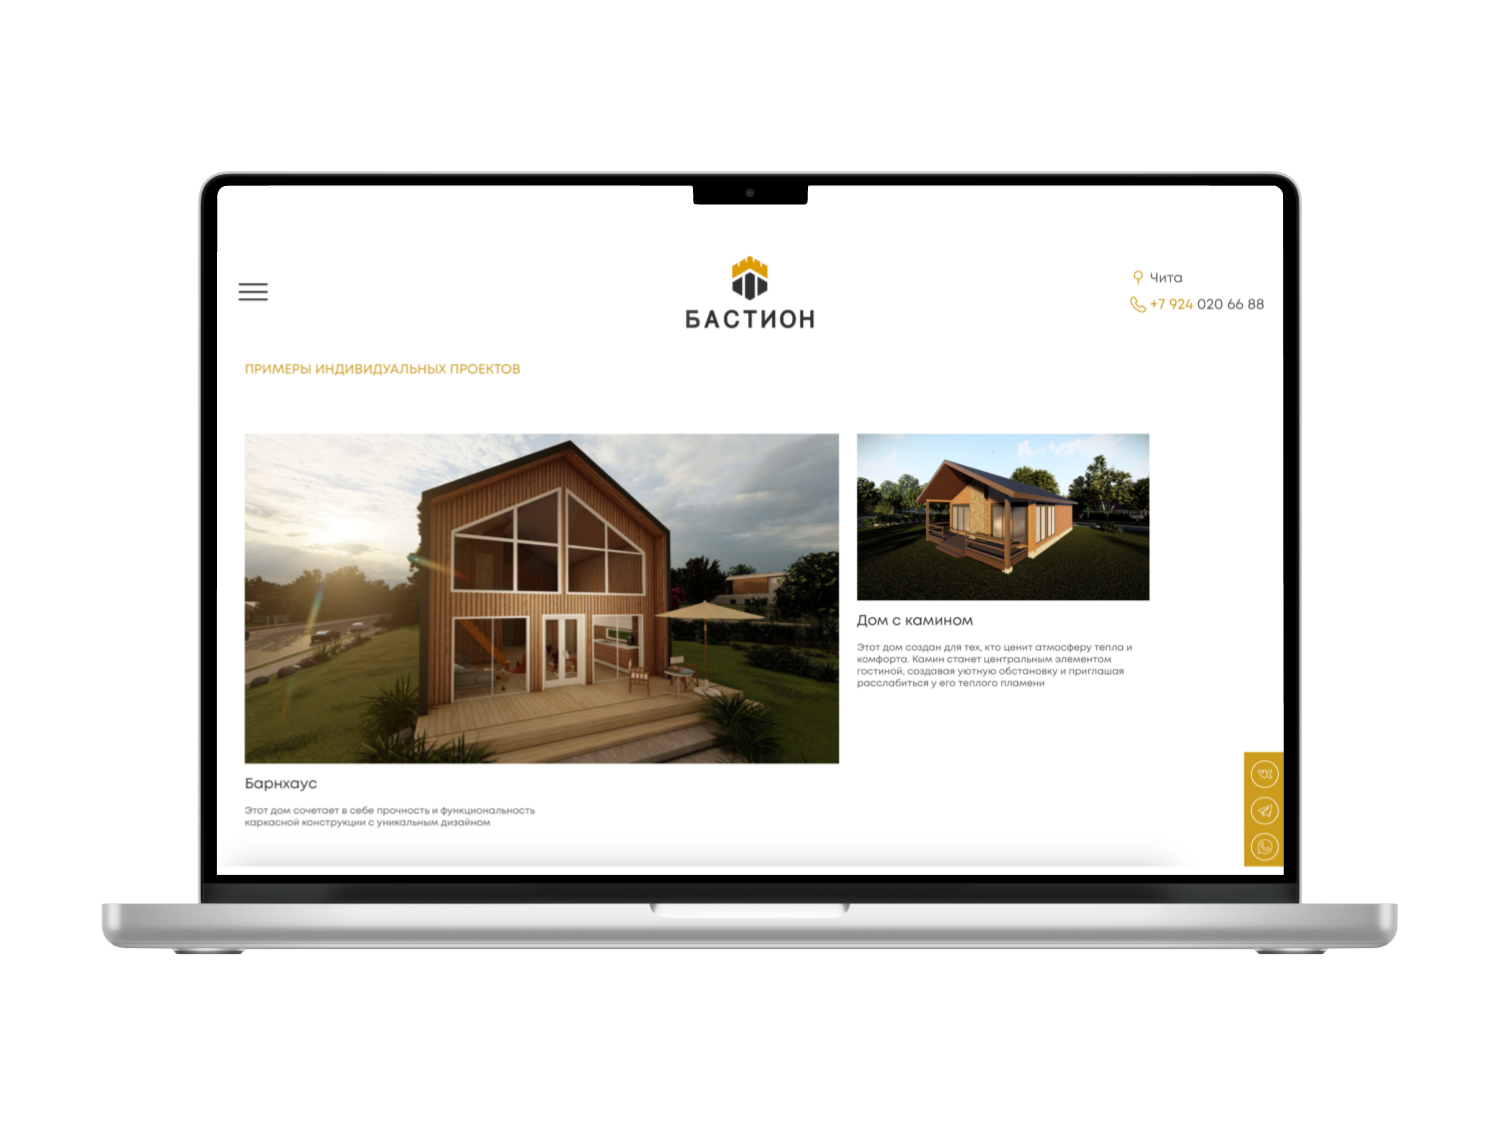 БАСТИОН
Чита
+7 924 020 66 88
ПРИМЕРЫ ИНДИВИДУАЛЬНЫХ ПРОЕКТОВ
Барнхаус
Этот дом сочетает в себе прочность и функциональность
каркасной конструкции с уникальным дизайном
Дом с камином
Этот дом создан для тех, кто ценит атмосферу тепла и
комфорта. Камин станет центральным элементом
гостиной, создавая уютную обстановку и приглашая
расслабиться у его теплого пламени